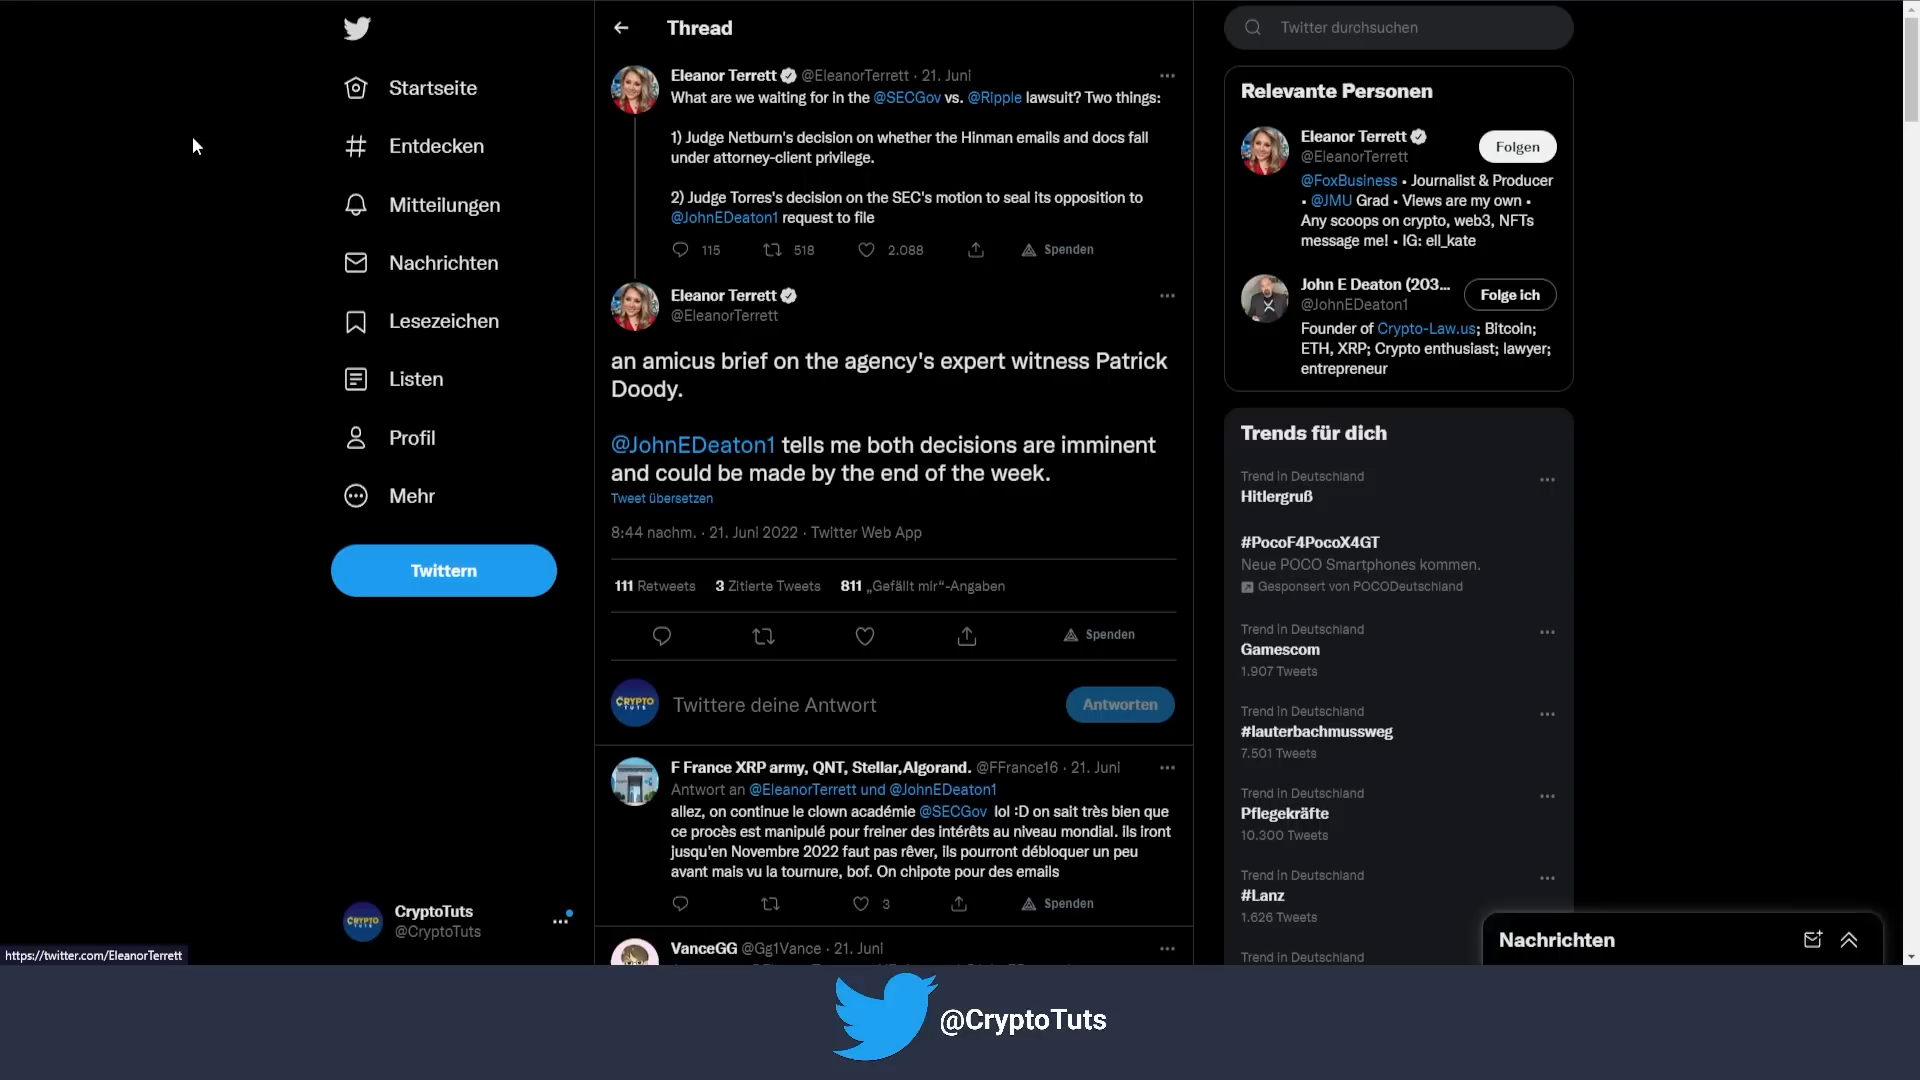 Startseite
Entdecken
Mitteilungen
Nachrichten
Lesezeichen
Listen
Profil
Mehr
Twittern
CryptoTuts
@CryptoTuts
https://twitter.com/EleanorTerrett
Thread
Eleanor Terrett @EleanorTerrett · 21. Juni
What are we waiting for in the @SECGov vs. @Ripple lawsuit? Two things:
1) Judge Netburn's decision on whether the Hinman emails and docs fall
under attorney-client privilege.
2) Judge Torres's decision on the SEC's motion to seal its opposition to
@JohnEDeaton1 request to file
115 518 2.088 Spenden
Eleanor Terrett
@EleanorTerrett
an amicus brief on the agency's expert witness Patrick
Doody.
@JohnEDeaton1 tells me both decisions are imminent
and could be made by the end of the week.
Tweet übersetzen
8:44 nachm. · 21. Juni 2022 · Twitter Web App
111 Retweets 3 Zitierte Tweets 811 „Gefällt mir“-Angaben
Spenden
CRYPTO
TUTS
Twittere deine Antwort
Antworten
F France XRP army, QNT, Stellar,Algorand. @FFrance16 · 21. Juni
Antwort an @EleanorTerrett und @JohnEDeaton1
allez, on continue le clown académie @SECGov lol :D on sait très bien que
ce procès est manipulé pour freiner des intérêts au niveau mondial. ils iront
jusqu'en Novembre 2022 faut pas rêver, ils pourront débloquer un peu
avant mais vu la tournure, bof. On chipote pour des emails
3 Spenden
VanceGG @Gg1Vance · 21. Juni
Twitter durchsuchen
Relevante Personen
Eleanor Terrett
@EleanorTerrett
Folgen
@FoxBusiness • Journalist & Producer
• @JMU Grad • Views are my own •
Any scoops on crypto, web3, NFTs
message me! • IG: ell_kate
John E Deaton (203...
@JohnEDeaton1
Folge ich
Founder of Crypto-Law.us; Bitcoin;
ETH, XRP; Crypto enthusiast; lawyer;
entrepreneur
Trends für dich
Trend in Deutschland
Hitlergruß
#PocoF4PocoX4GT
Neue POCO Smartphones kommen.
Gesponsert von POCODeutschland
Trend in Deutschland
Gamescom
1.907 Tweets
Trend in Deutschland
#lauterbachmussweg
7.501 Tweets
Trend in Deutschland
Pflegekräfte
10.300 Tweets
Trend in Deutschland
#Lanz
1.626 Tweets
Trend in Deutschland
Nachrichten
@CryptoTuts